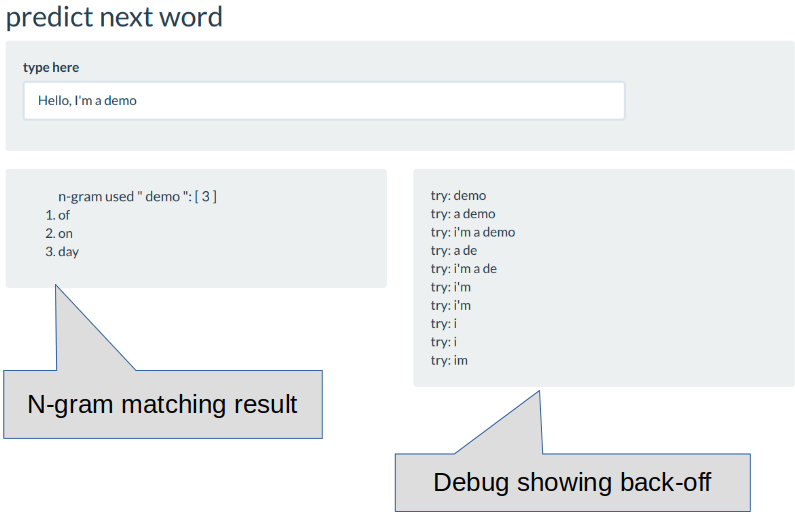 predict next word
type here
Hello, I'm a demo
n-gram used " demo ": [ 3 ]
1. of
2. on
3. day
try: demo
try: a demo
try: i'm a demo
try: a de
try: i'm a de
try: i'm
try: i'm
try: i
try: i
try: im
N-gram matching result
Debug showing back-off